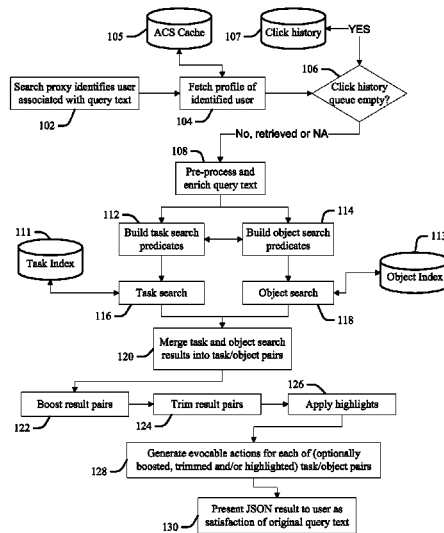 105
ACS Cache
107
Click history
YES
106
Search proxy identifies user
associated with query text
102
Fetch profile of
identified user
104
Click history
queue empty?
No, retrieved or NA
108
Pre-process and
enrich query text
112
114
111
Build task search
predicates
Build object search
predicates
113
Task Index
Object Index
Task search
Object search
116
118
120
Merge task and object search
results into task/object pairs
126
Boost result pairs
Trim result pairs
Apply highlights
122
124
128
Generate evocable actions for each of (optionally
boosted, trimmed and/or highlighted) task/object pairs
Present JSON result to user as
satisfaction of original query text
130